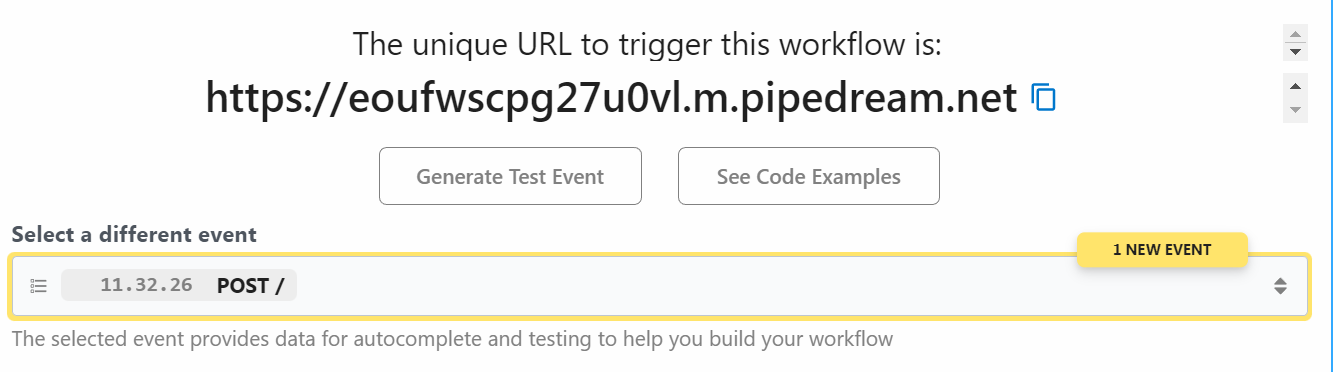 The unique URL to trigger this workflow is:
https://eoufwscpg27u0vl.m.pipedream.net
Generate Test Event See Code Examples
Select a different event
1 NEW EVENT
11.32.26 POST /
The selected event provides data for autocomplete and testing to help you build your workflow